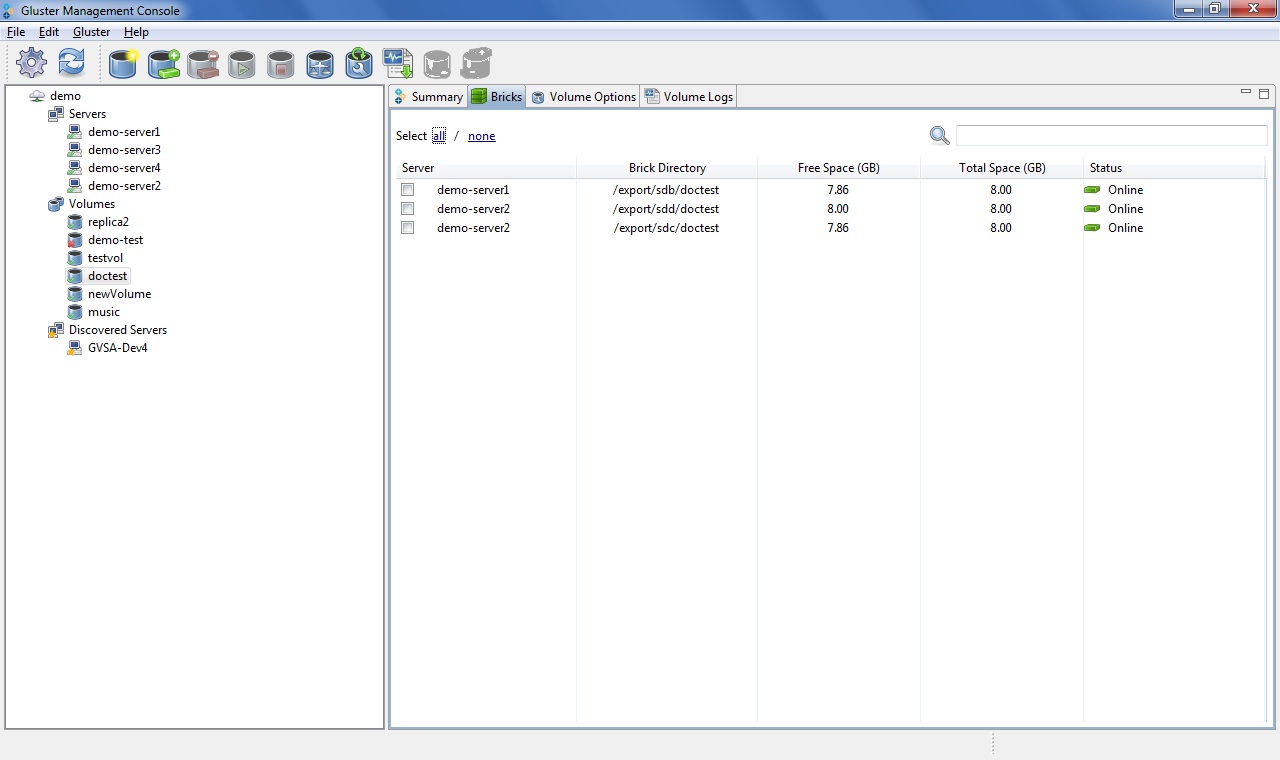 Gluster Management Console
File Edit Gluster Help
demo
Servers
demo-server1
demo-server3
demo-server4
demo-server2
Volumes
replica2
demo-test
testvol
doctest
newVolume
music
Discovered Servers
GVSA-Dev4
Summary Bricks Volume Options Volume Logs
Select all / none
Server Brick Directory Free Space (GB) Total Space (GB) Status
demo-server1 /export/sdb/doctest 7.86 8.00 Online
demo-server2 /export/sdd/doctest 8.00 8.00 Online
demo-server2 /export/sdc/doctest 7.86 8.00 Online